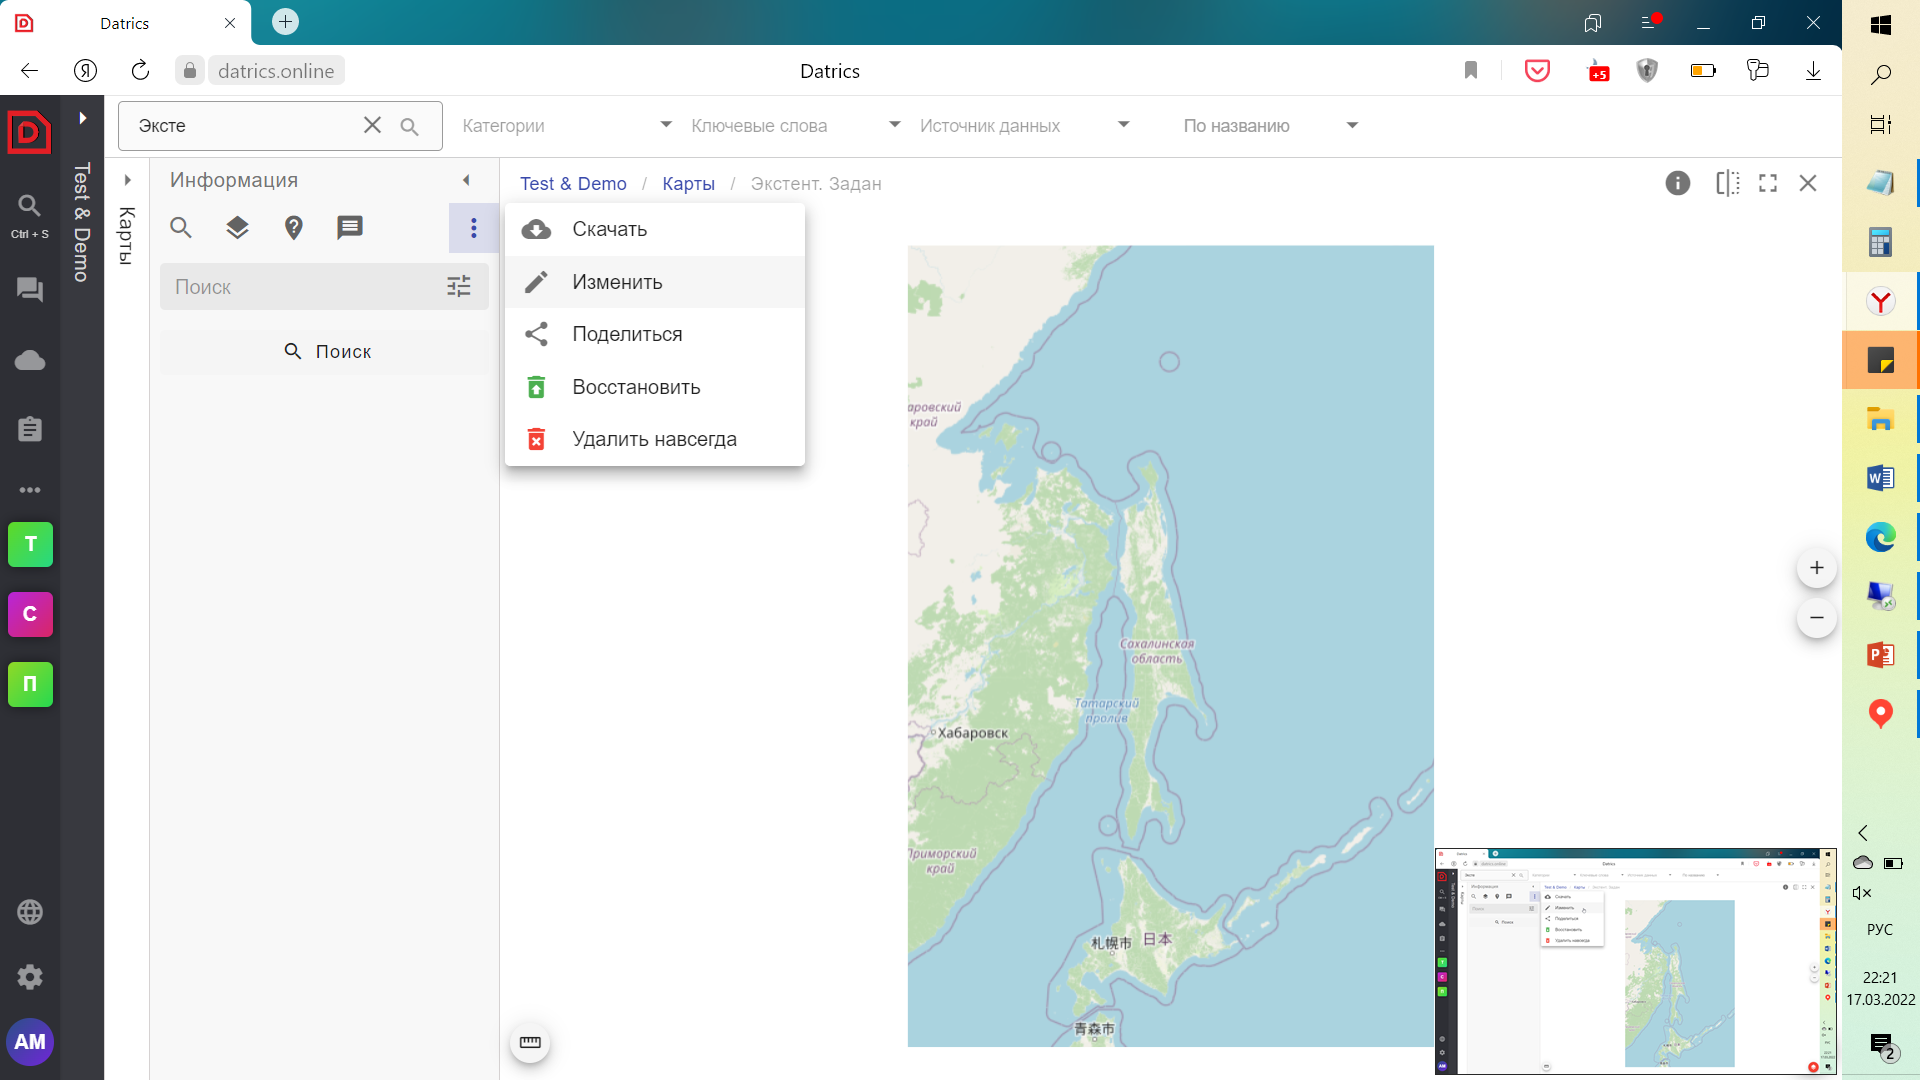 Datrics
datrics.online
Datrics
+5
Эксте
Категории
Ключевые слова
Источник данных
По названию
Ctrl + S
Test & Demo
Карты
Информация
Test & Demo / Карты / Экстент. Задан
Поиск
Поиск
Скачать
Изменить
Поделиться
Восстановить
Удалить навсегда
T
С
П
AM
аровский
край
Сахалинская
область
Татарский
пролив
Хабаровск
Приморский
край
札幌市
日本
青森市
РУС
22:21
17.03.2022
2